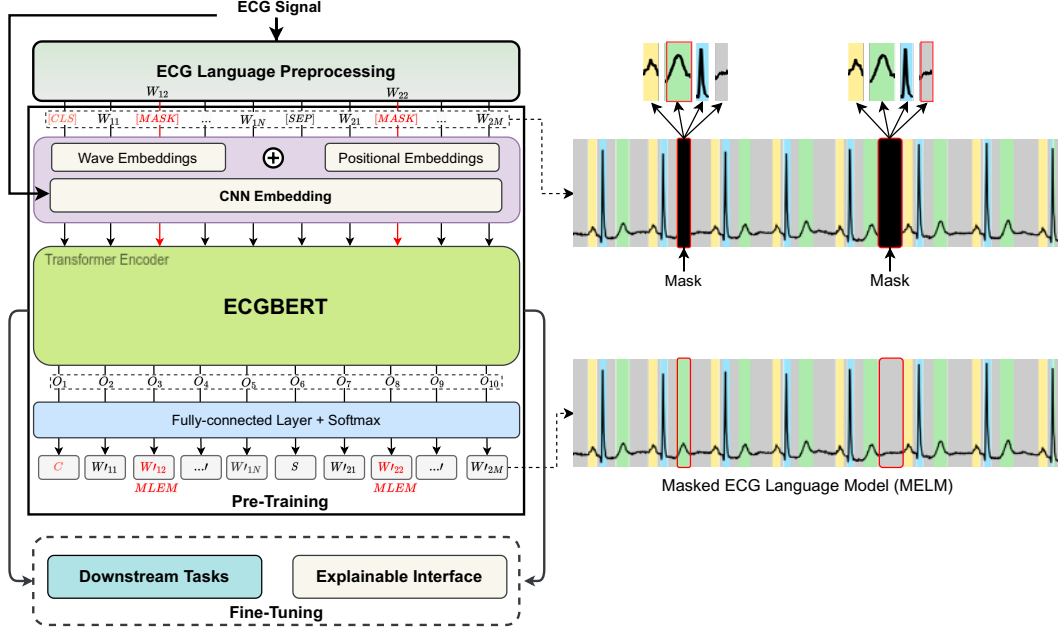 ECG Signal
ECG Language Preprocessing
W12 W22
[CLS] W11 [MASK] ... W1N [SEP] W21 [MASK] ... W2M
Wave Embeddings Positional Embeddings
CNN Embedding
Transformer Encoder
ECGBERT
O1 O2 O3 O4 O5 O6 O7 O8 O9 O10
Fully-connected Layer + Softmax
C W′11 W′12 ...′ W′1N S W′21 W′22 ...′ W′2M
MLEM MLEM
Pre-Training
Downstream Tasks Explainable Interface
Fine-Tuning
Mask Mask
Masked ECG Language Model (MELM)